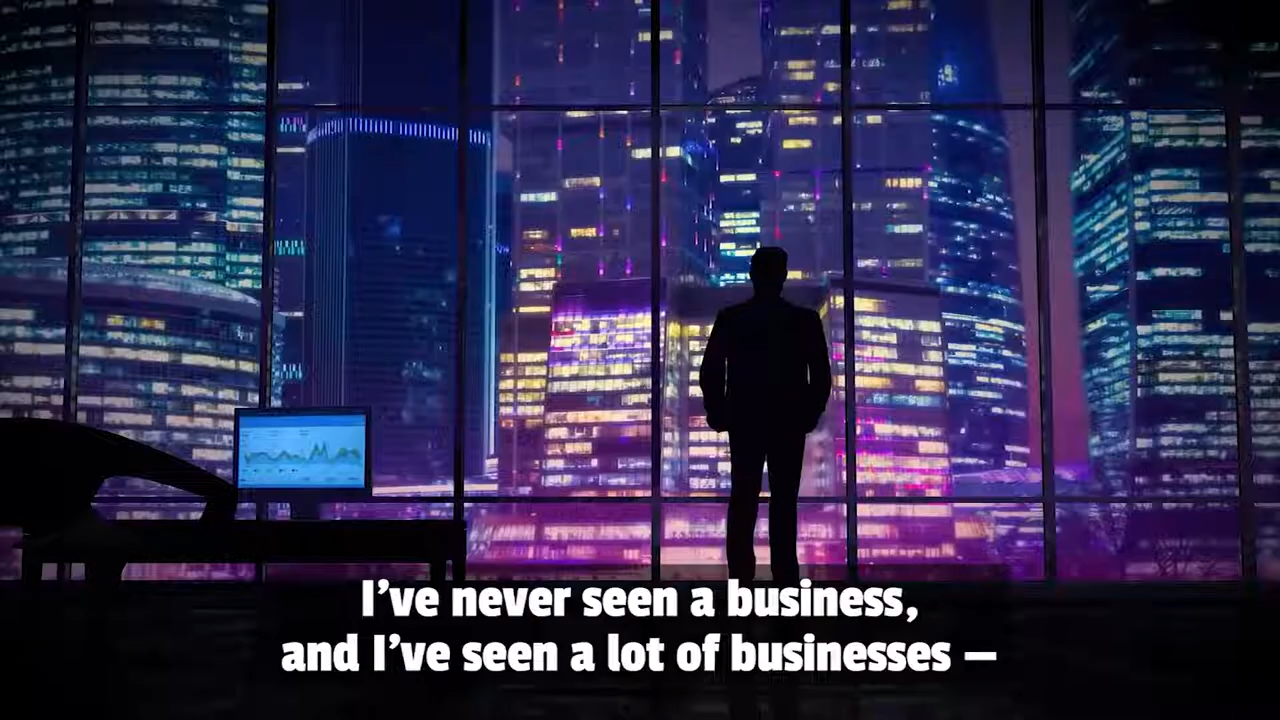 I’ve never seen a business,
and I’ve seen a lot of businesses —